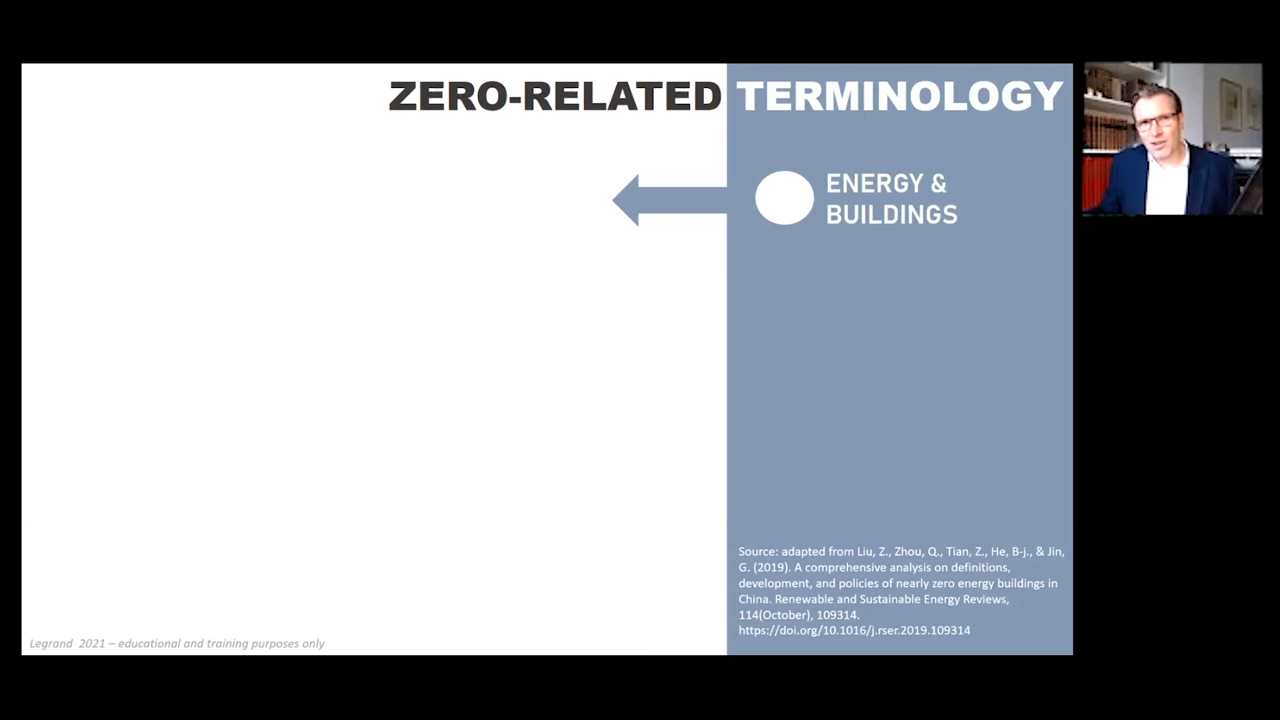 ZERO-RELATED TERMINOLOGY
ENERGY &
BUILDINGS
Source: adapted from Liu, Z., Zhou, Q., Tian, Z., He, B-j., & Jin,
G. (2019). A comprehensive analysis on definitions,
development, and policies of nearly zero energy buildings in
China. Renewable and Sustainable Energy Reviews,
114(October), 109314.
https://doi.org/10.1016/j.rser.2019.109314
Legrand 2021 – educational and training purposes only